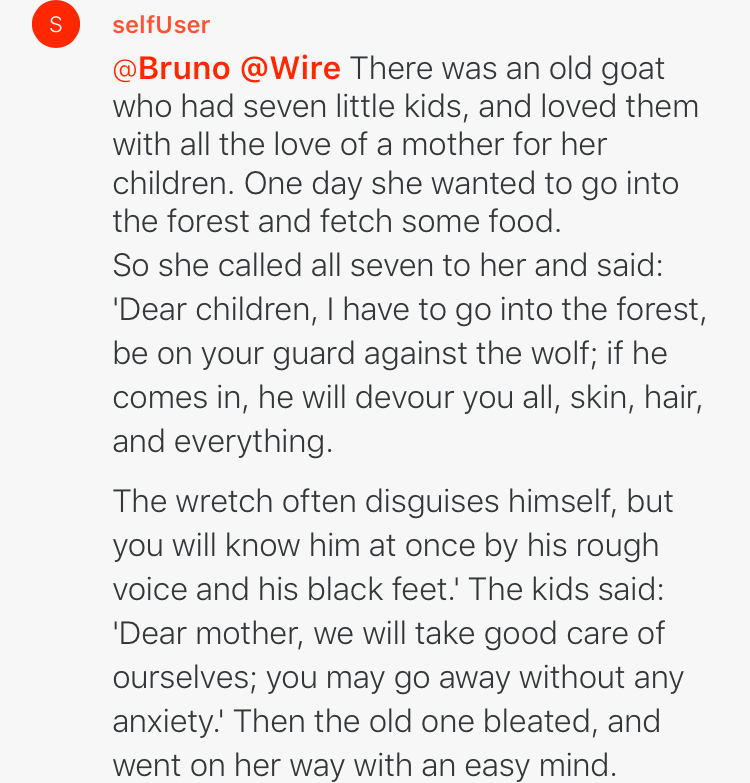 S
selfUser
@Bruno @Wire There was an old goat
who had seven little kids, and loved them
with all the love of a mother for her
children. One day she wanted to go into
the forest and fetch some food.
So she called all seven to her and said:
'Dear children, I have to go into the forest,
be on your guard against the wolf; if he
comes in, he will devour you all, skin, hair,
and everything.
The wretch often disguises himself, but
you will know him at once by his rough
voice and his black feet.' The kids said:
'Dear mother, we will take good care of
ourselves; you may go away without any
anxiety.' Then the old one bleated, and
went on her way with an easy mind.